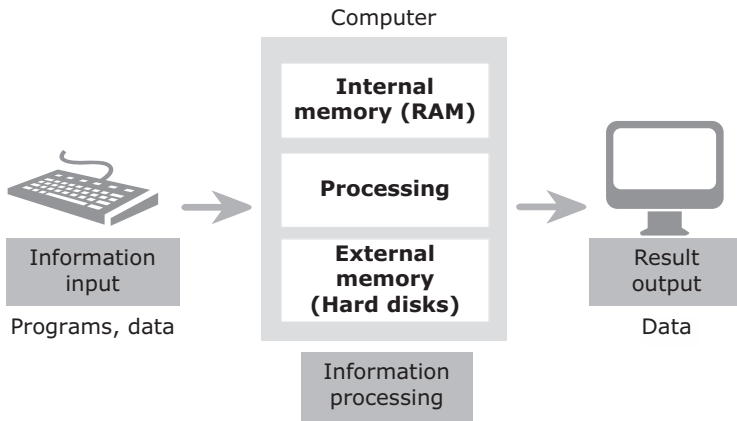 Computer
Internal
memory (RAM)
Processing
External
memory
(Hard disks)
Information
input
Programs, data
Result
output
Data
Information
processing